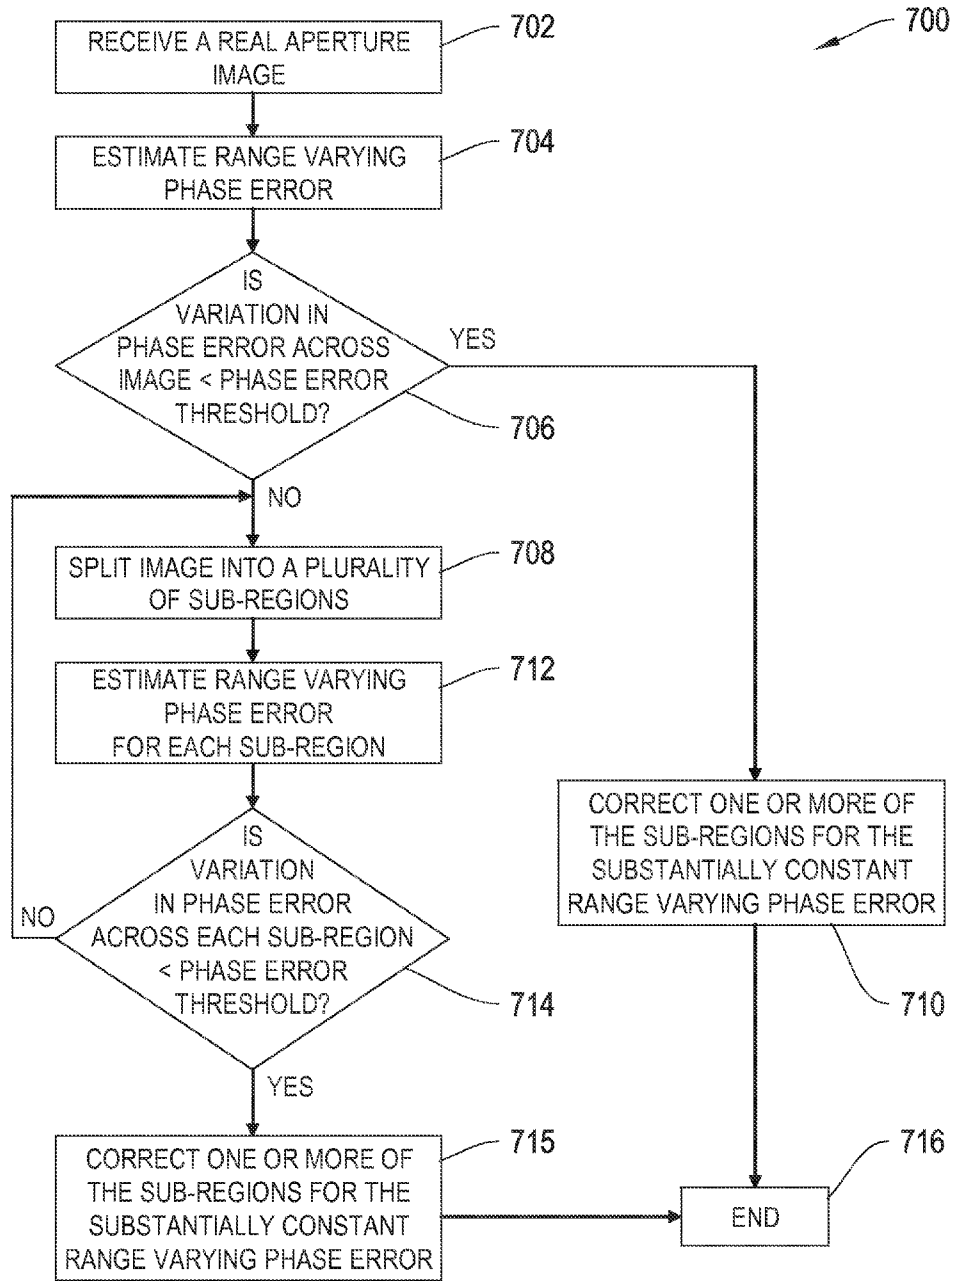 700
702
RECEIVE A REAL APERTURE
IMAGE
704
ESTIMATE RANGE VARYING
PHASE ERROR
IS
VARIATION IN
PHASE ERROR ACROSS
IMAGE < PHASE ERROR
THRESHOLD?
YES
706
NO
708
SPLIT IMAGE INTO A PLURALITY
OF SUB-REGIONS
712
ESTIMATE RANGE VARYING
PHASE ERROR
FOR EACH SUB-REGION
IS
VARIATION
IN PHASE ERROR
ACROSS EACH SUB-REGION
< PHASE ERROR
THRESHOLD?
NO
714
YES
CORRECT ONE OR MORE OF
THE SUB-REGIONS FOR THE
SUBSTANTIALLY CONSTANT
RANGE VARYING PHASE ERROR
710
715
CORRECT ONE OR MORE OF
THE SUB-REGIONS FOR THE
SUBSTANTIALLY CONSTANT
RANGE VARYING PHASE ERROR
716
END